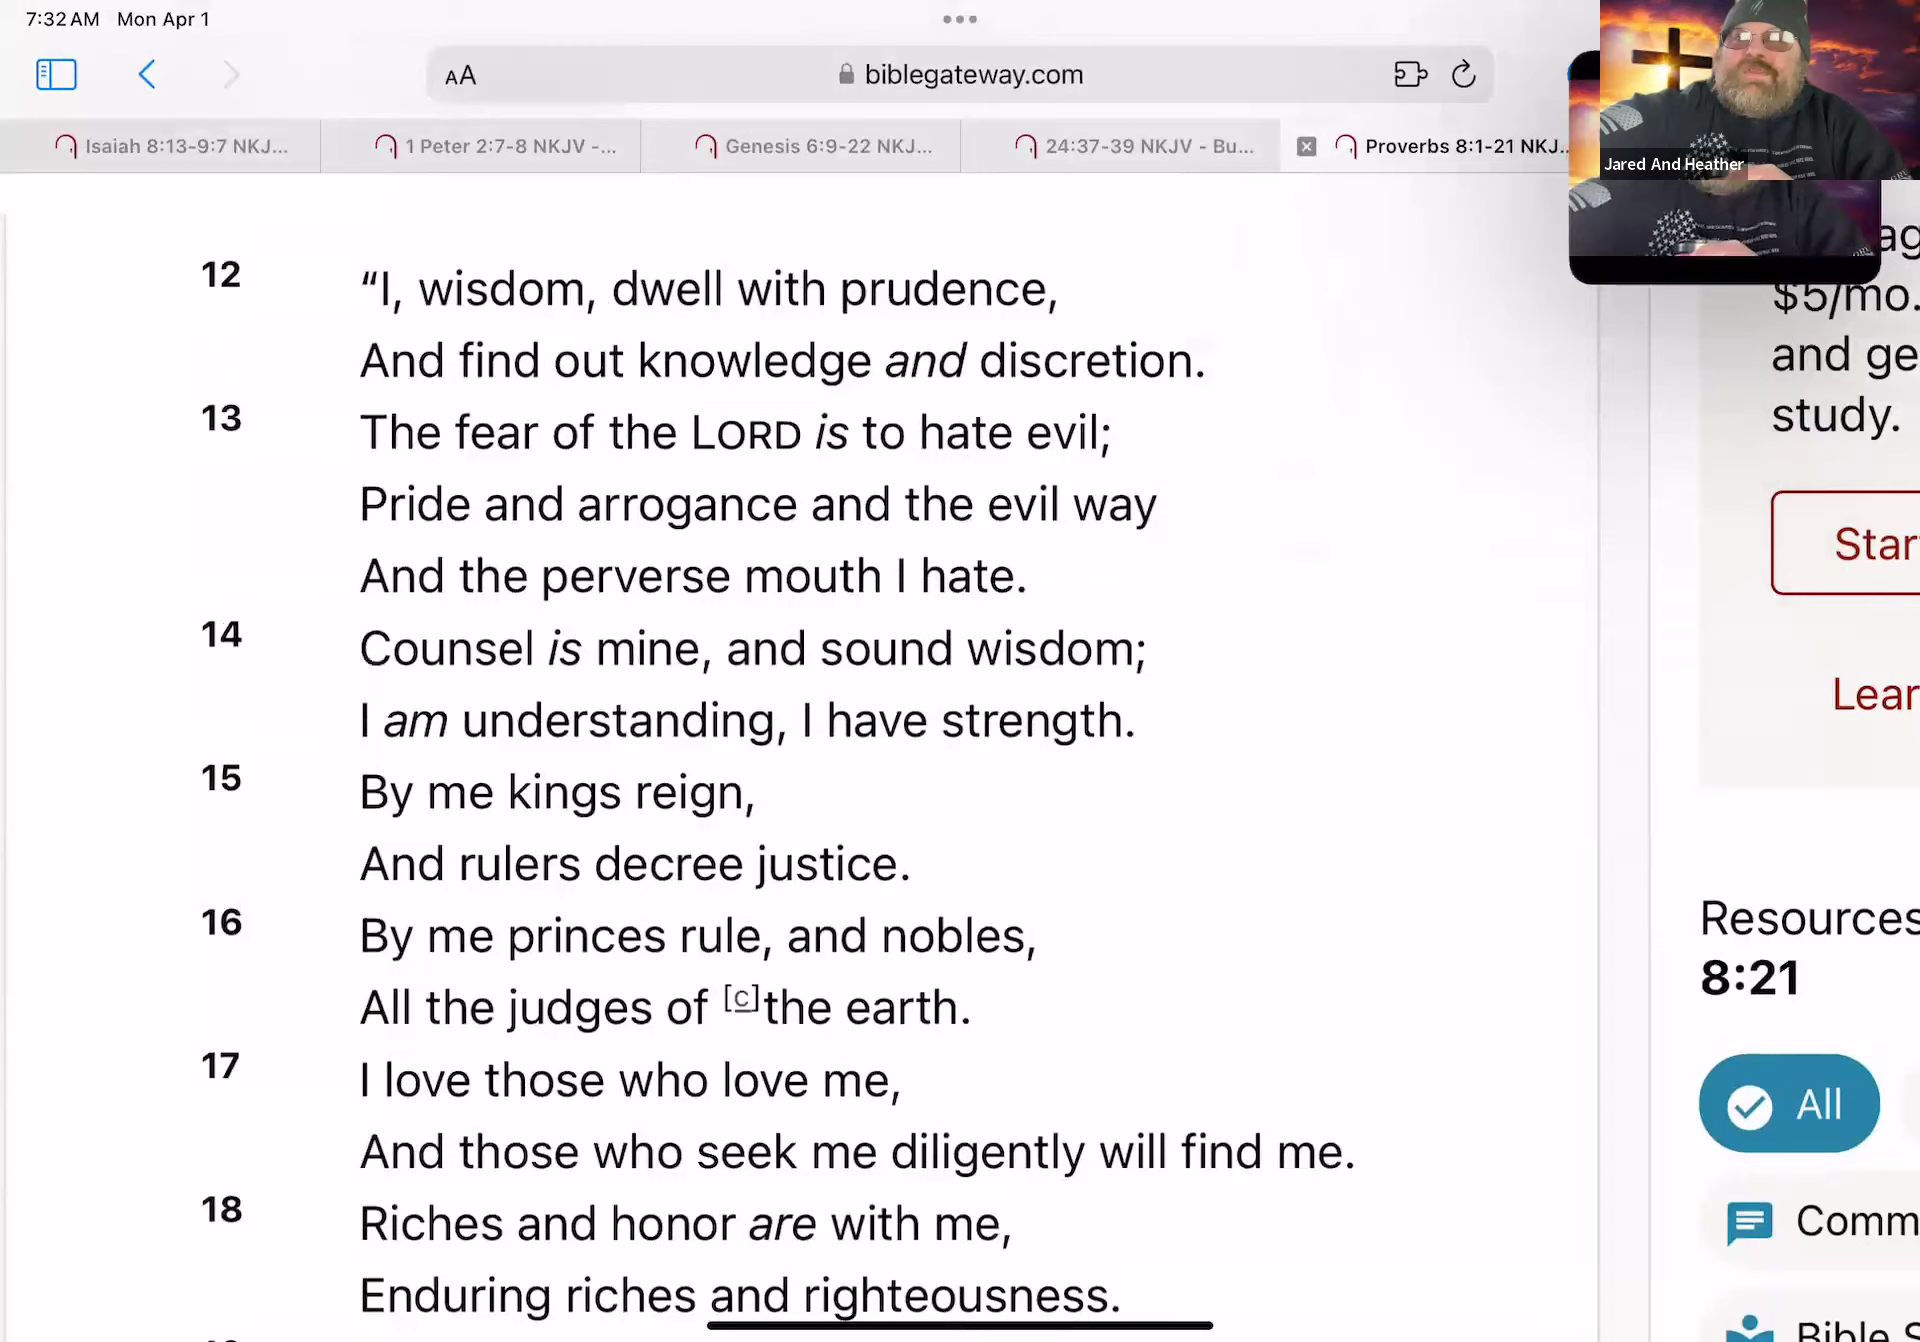 7:32 AM Mon Apr 1
AA
biblegateway.com
Isaiah 8:13-9:7 NKJ...
1 Peter 2:7-8 NKJV -...
Genesis 6:9-22 NKJ...
24:37-39 NKJV - Bu...
Proverbs 8:1-21 NKJ...
Jared And Heather
12 “I, wisdom, dwell with prudence,
And find out knowledge and discretion.
13 The fear of the LORD is to hate evil;
Pride and arrogance and the evil way
And the perverse mouth I hate.
14 Counsel is mine, and sound wisdom;
I am understanding, I have strength.
15 By me kings reign,
And rulers decree justice.
16 By me princes rule, and nobles,
All the judges of [c]the earth.
17 I love those who love me,
And those who seek me diligently will find me.
18 Riches and honor are with me,
Enduring riches and righteousness.
$5/mo.
and ge
study.
Star
Lear
Resources
8:21
All
Comm
Bible S